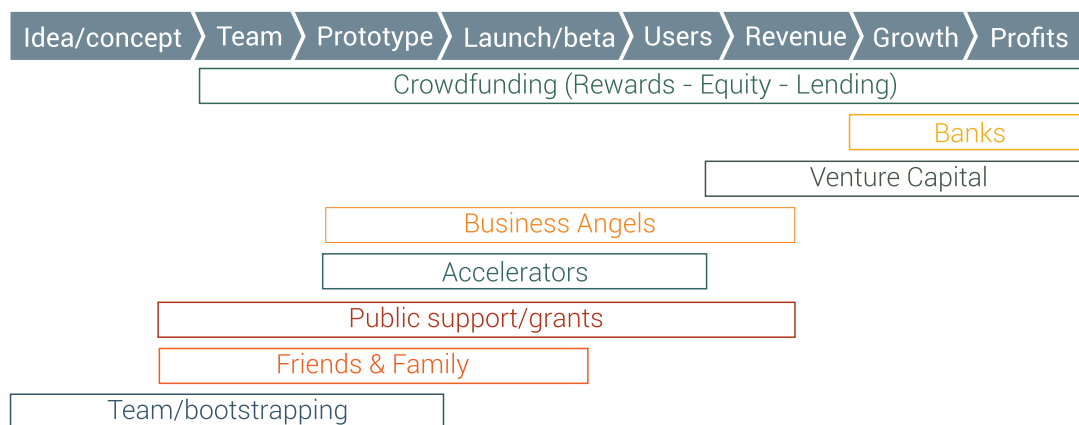 Idea/concept Team Prototype Launch/beta Users Revenue Growth Profits
Crowdfunding (Rewards - Equity - Lending)
Banks
Venture Capital
Business Angels
Accelerators
Public support/grants
Friends & Family
Team/bootstrapping